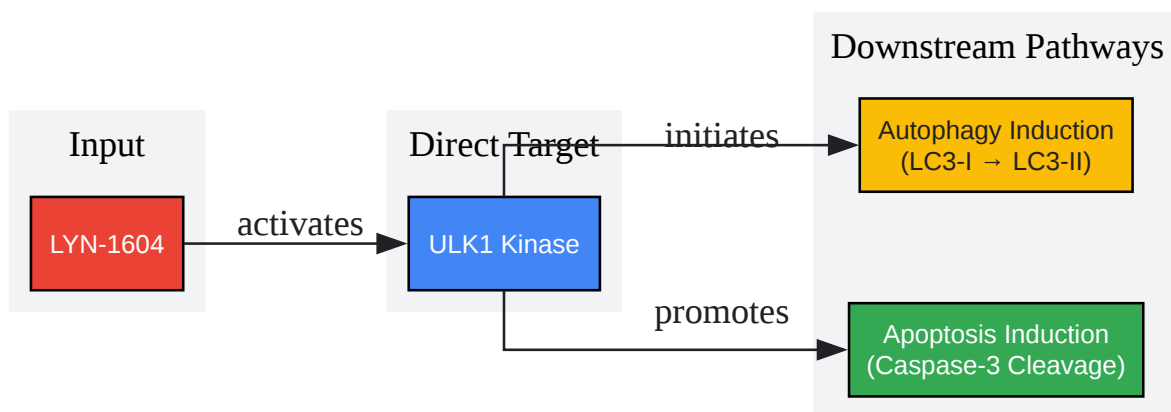 Downstream Pathways
Input
Direct Target
initiates
Autophagy Induction
(LC3-I → LC3-II)
LYN-1604
activates
ULK1 Kinase
promotes
Apoptosis Induction
(Caspase-3 Cleavage)